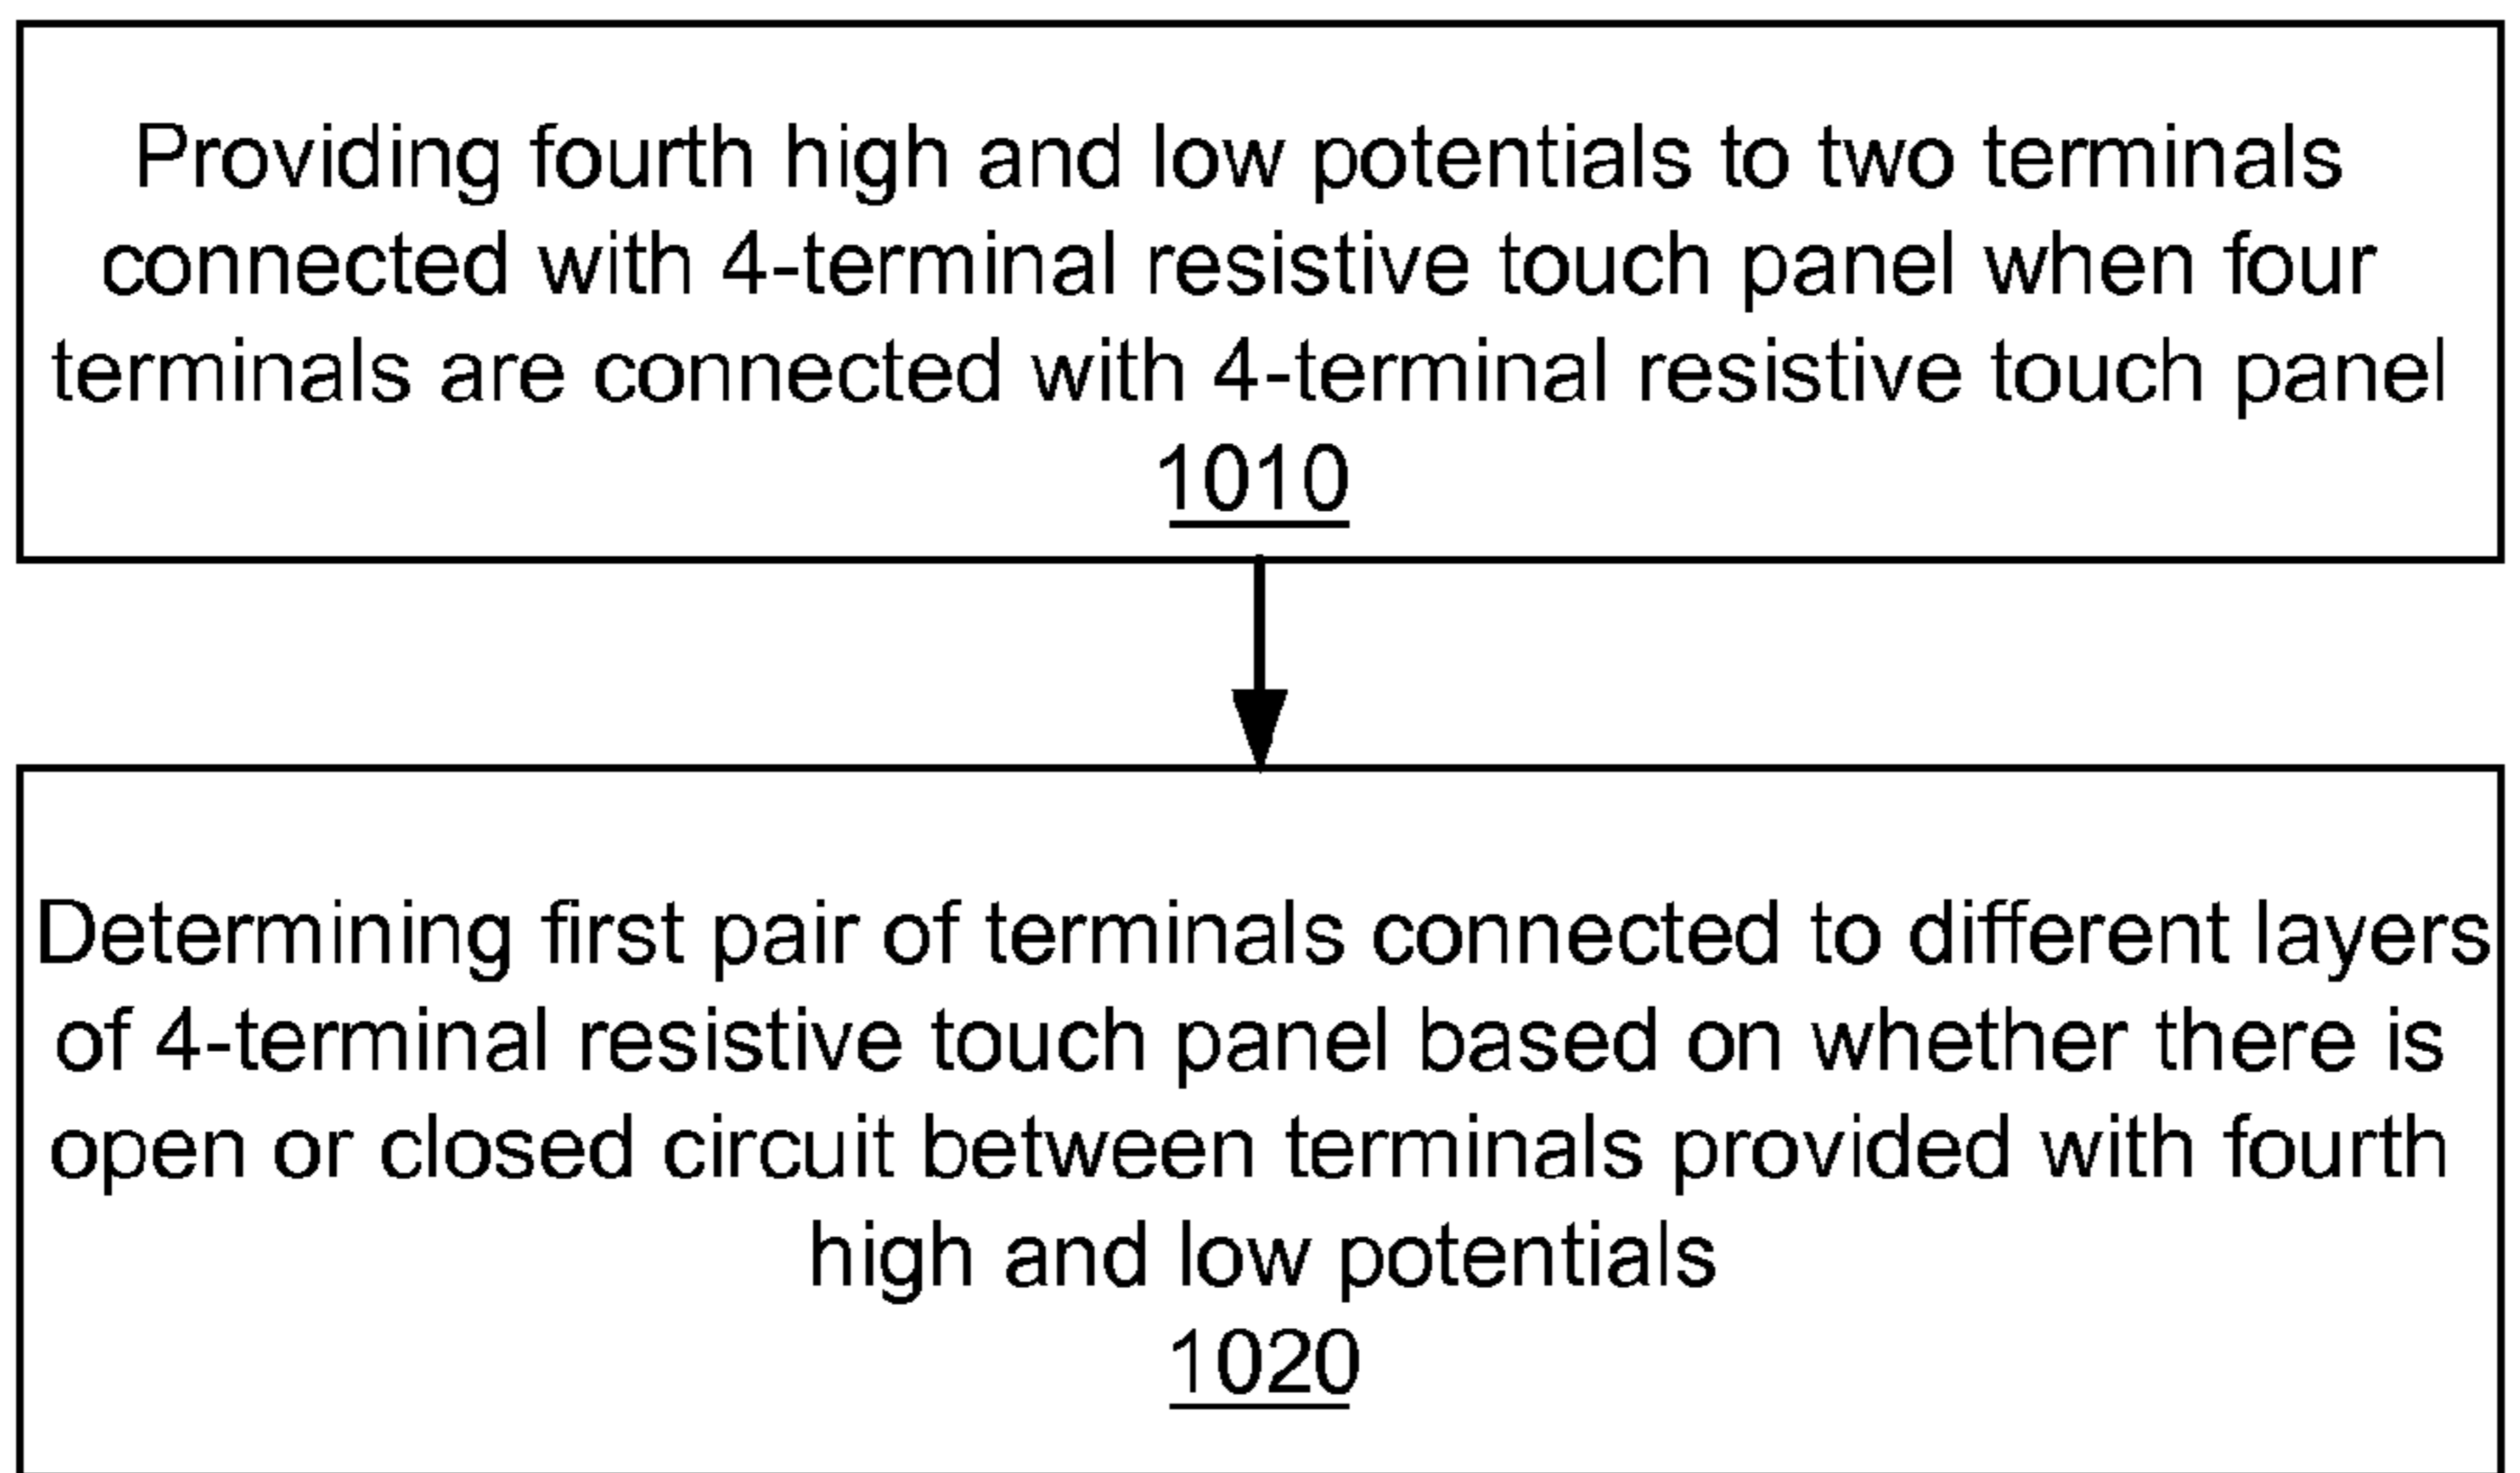 Providing fourth high and low potentials to two terminals
connected with 4-terminal resistive touch panel when four
terminals are connected with 4-terminal resistive touch panel
1010
Determining first pair of terminals connected to different layers
of 4-terminal resistive touch panel based on whether there is
open or closed circuit between terminals provided with fourth
high and low potentials
1020